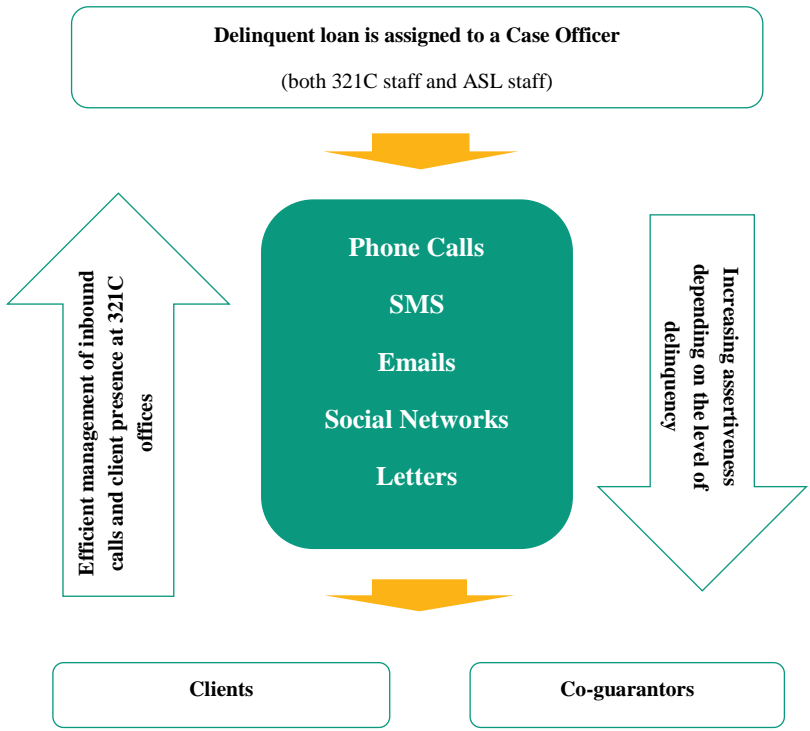 Delinquent loan is assigned to a Case Officer
(both 321C staff and ASL staff)
Efficient management of inbound
calls and client presence at 321C
offices
Phone Calls
SMS
Emails
Social Networks
Letters
Increasing assertiveness
depending on the level of
delinquency
Clients
Co-guarantors